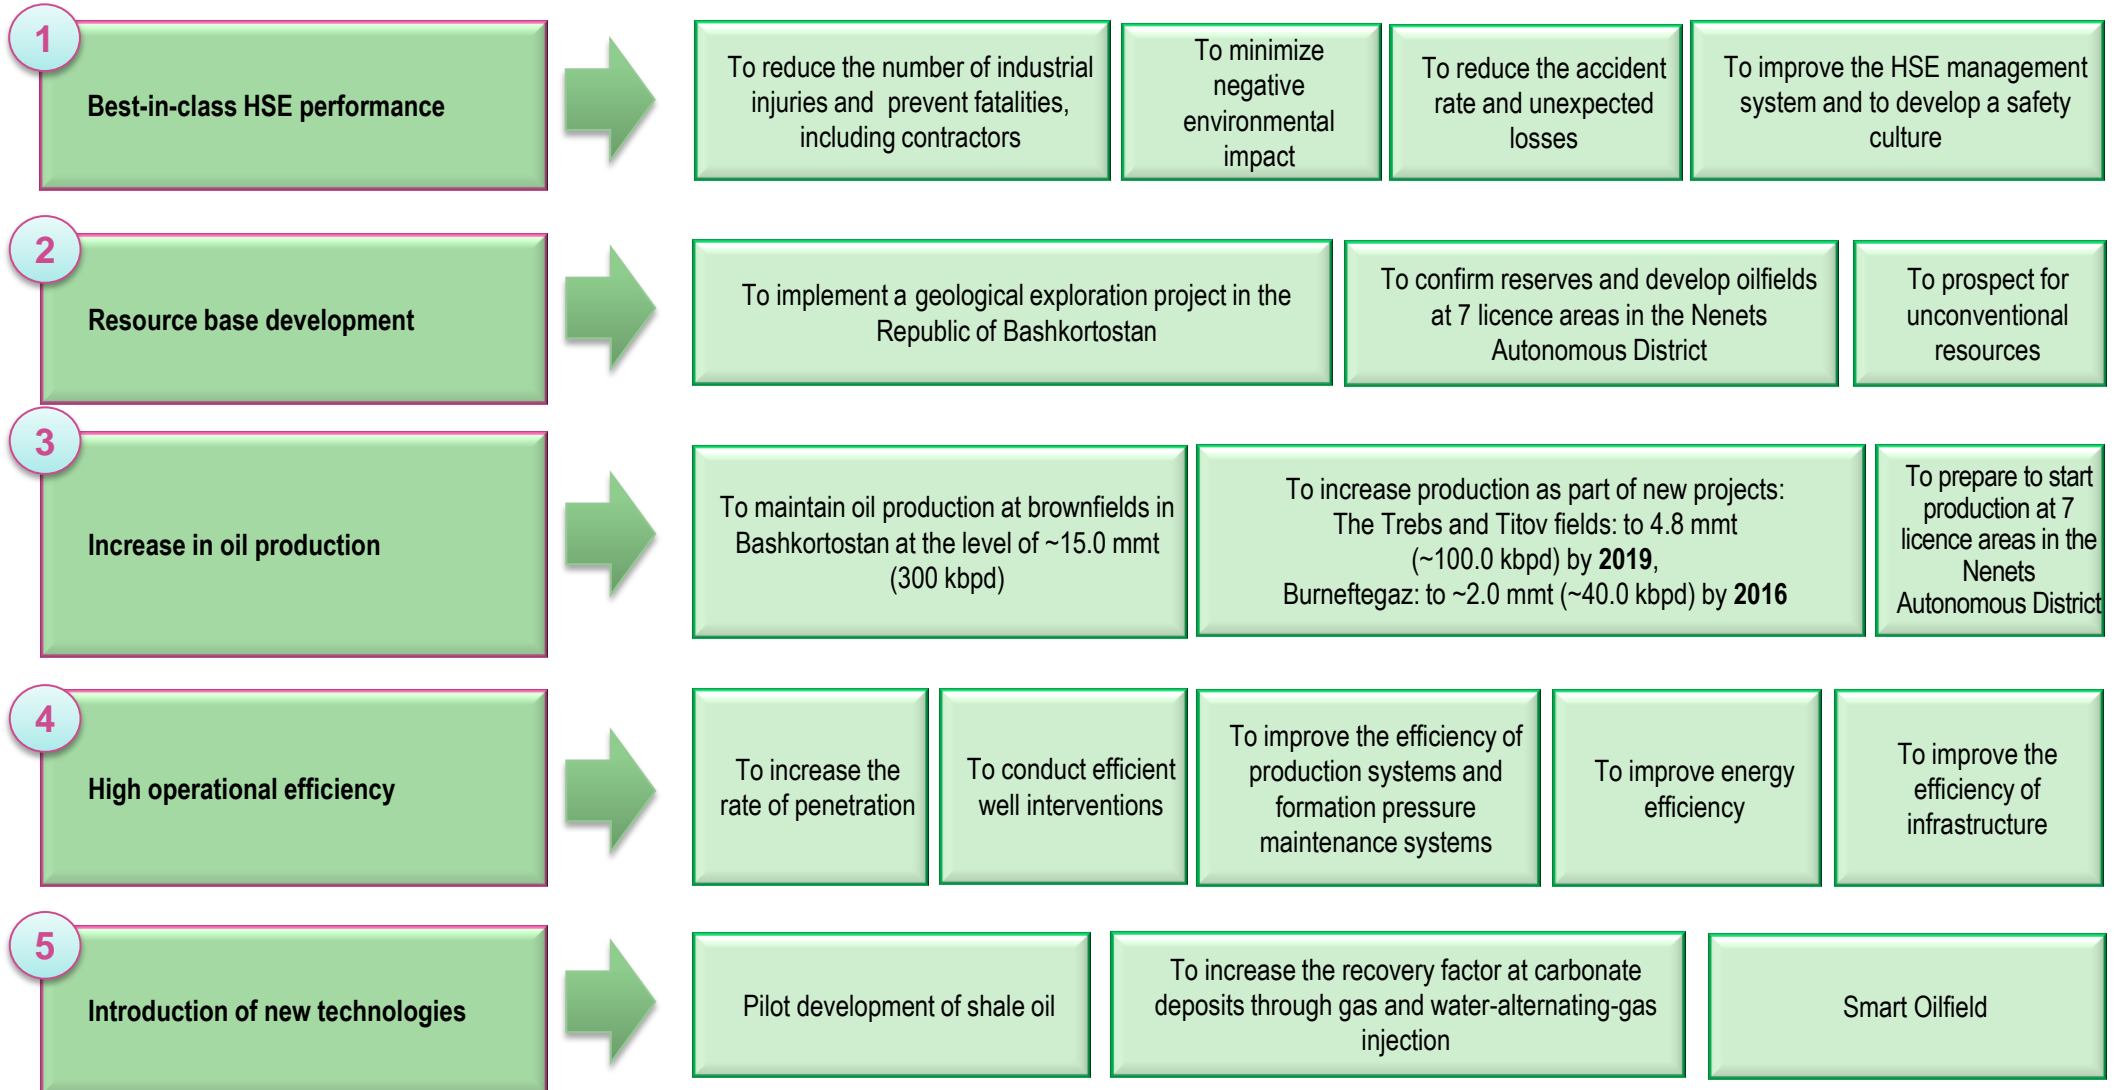 1
Best-in-class HSE performance
To reduce the number of industrial
injuries and prevent fatalities,
including contractors
To minimize
negative
environmental
impact
To reduce the accident
rate and unexpected
losses
To improve the HSE management
system and to develop a safety
culture
2
Resource base development
To implement a geological exploration project in the
Republic of Bashkortostan
To confirm reserves and develop oilfields
at 7 licence areas in the Nenets
Autonomous District
To prospect for
unconventional
resources
3
Increase in oil production
To maintain oil production at brownfields in
Bashkortostan at the level of ~15.0 mmt
(300 kbpd)
To increase production as part of new projects:
The Trebs and Titov fields: to 4.8 mmt
(~100.0 kbpd) by 2019,
Burneftegaz: to ~2.0 mmt (~40.0 kbpd) by 2016
To prepare to start
production at 7
licence areas in the
Nenets
Autonomous District
4
High operational efficiency
To increase the
rate of penetration
To conduct efficient
well interventions
To improve the efficiency of
production systems and
formation pressure
maintenance systems
To improve energy
efficiency
To improve the
efficiency of
infrastructure
5
Introduction of new technologies
Pilot development of shale oil
To increase the recovery factor at carbonate
deposits through gas and water-alternating-gas
injection
Smart Oilfield